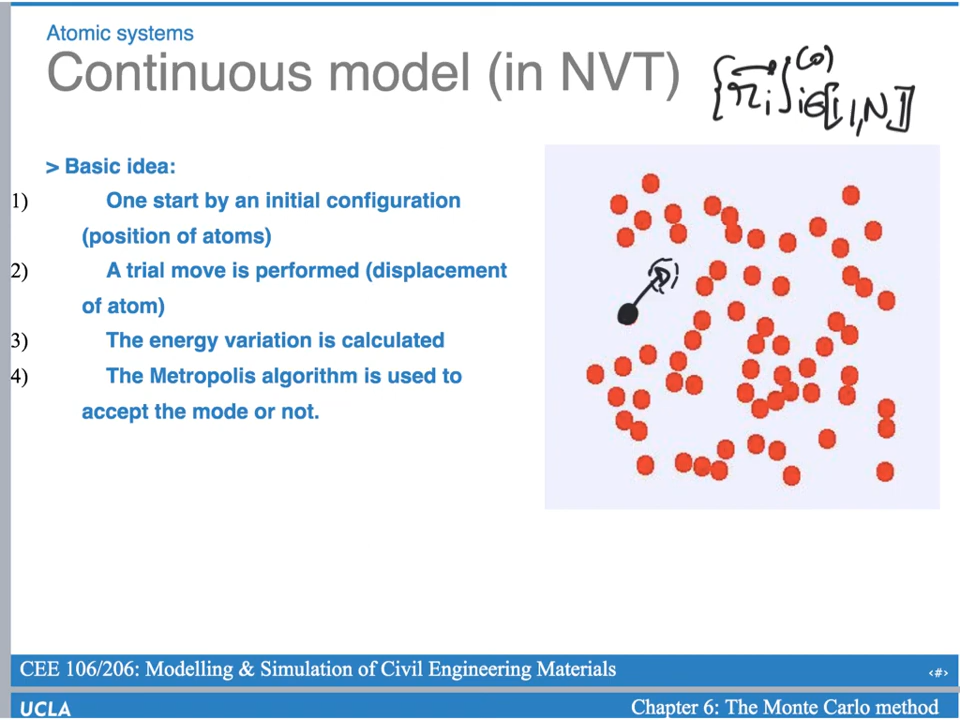 Atomic systems
Continuous model (in NVT)
{r⃗i}(0) i∈[[1,N]]
> Basic idea:
1) One start by an initial configuration
(position of atoms)
2) A trial move is performed (displacement
of atom)
3) The energy variation is calculated
4) The Metropolis algorithm is used to
accept the mode or not.
CEE 106/206: Modelling & Simulation of Civil Engineering Materials
‹#›
UCLA
Chapter 6: The Monte Carlo method